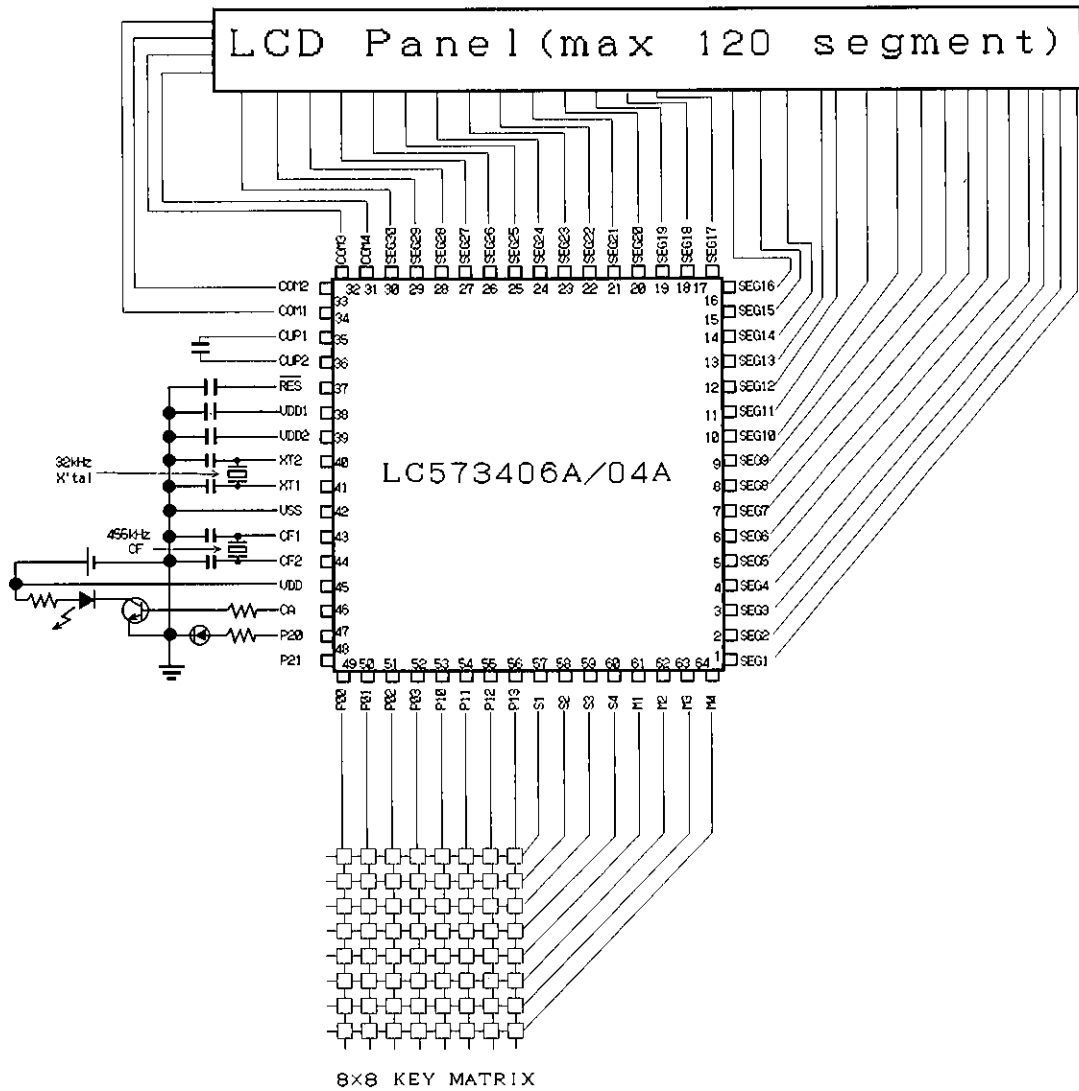 LCD Panel(max 120 segment)
COM3 COM4 SEG30 SEG29 SEG28 SEG27 SEG26 SEG25 SEG24 SEG23 SEG22 SEG21 SEG20 SEG19 SEG18 SEG17
32 31 30 29 28 27 26 25 24 23 22 21 20 19 18 17
COM2 33 16 SEG16
COM1 34 15 SEG15
CUP1 35 14 SEG14
CUP2 36 13 SEG13
RES 37 12 SEG12
VDD1 38 11 SEG11
VDD2 39 10 SEG10
32kHz
X'tal
XT2 40 9 SEG9
LC573406A/04A
XT1 41 8 SEG8
VSS 42 7 SEG7
456kHz
CF
CF1 43 6 SEG6
CF2 44 5 SEG5
VDD 45 4 SEG4
CA 46 3 SEG3
P20 47 2 SEG2
P21 48 1 SEG1
49 50 51 52 53 54 55 56 57 58 59 60 61 62 63 64
P00 P01 P02 P03 P10 P11 P12 P13 S1 S2 S3 S4 M1 M2 M3 M4
8×8 KEY MATRIX